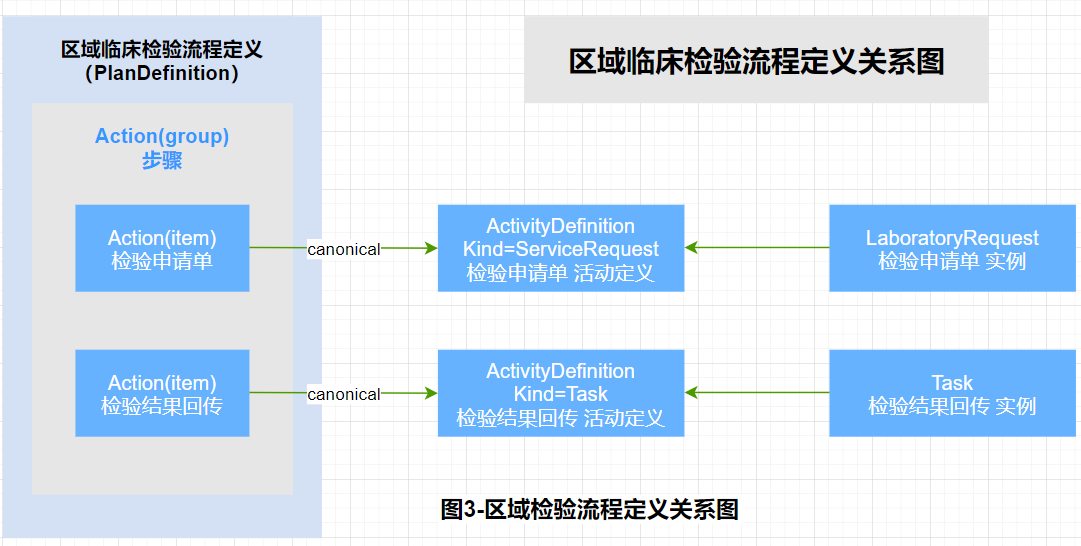 区域临床检验流程定义
（PlanDefinition）
区域临床检验流程定义关系图
Action(group)
步骤
Action(item)
检验申请单
canonical
ActivityDefinition
Kind=ServiceRequest
检验申请单 活动定义
LaboratoryRequest
检验申请单 实例
Action(item)
检验结果回传
canonical
ActivityDefinition
Kind=Task
检验结果回传 活动定义
Task
检验结果回传 实例
图3-区域检验流程定义关系图